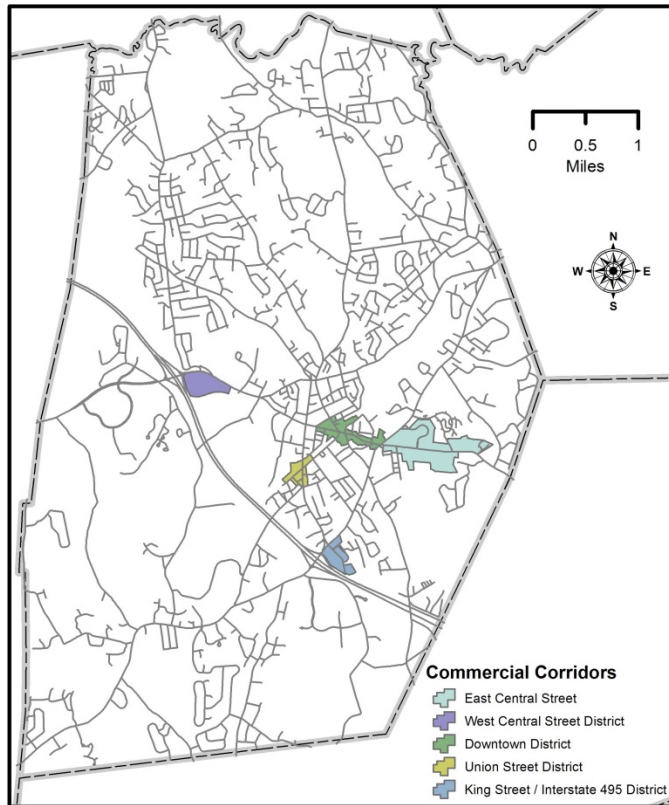 0 0.5 1
Miles
N
W E
S
Commercial Corridors
East Central Street
West Central Street District
Downtown District
Union Street District
King Street / Interstate 495 District